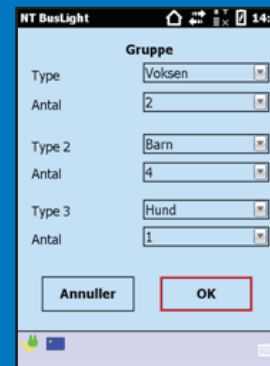 NT BusLight 14:
Gruppe
Type Voksen
Antal 2
Type 2 Barn
Antal 4
Type 3 Hund
Antal 1
Annuller OK